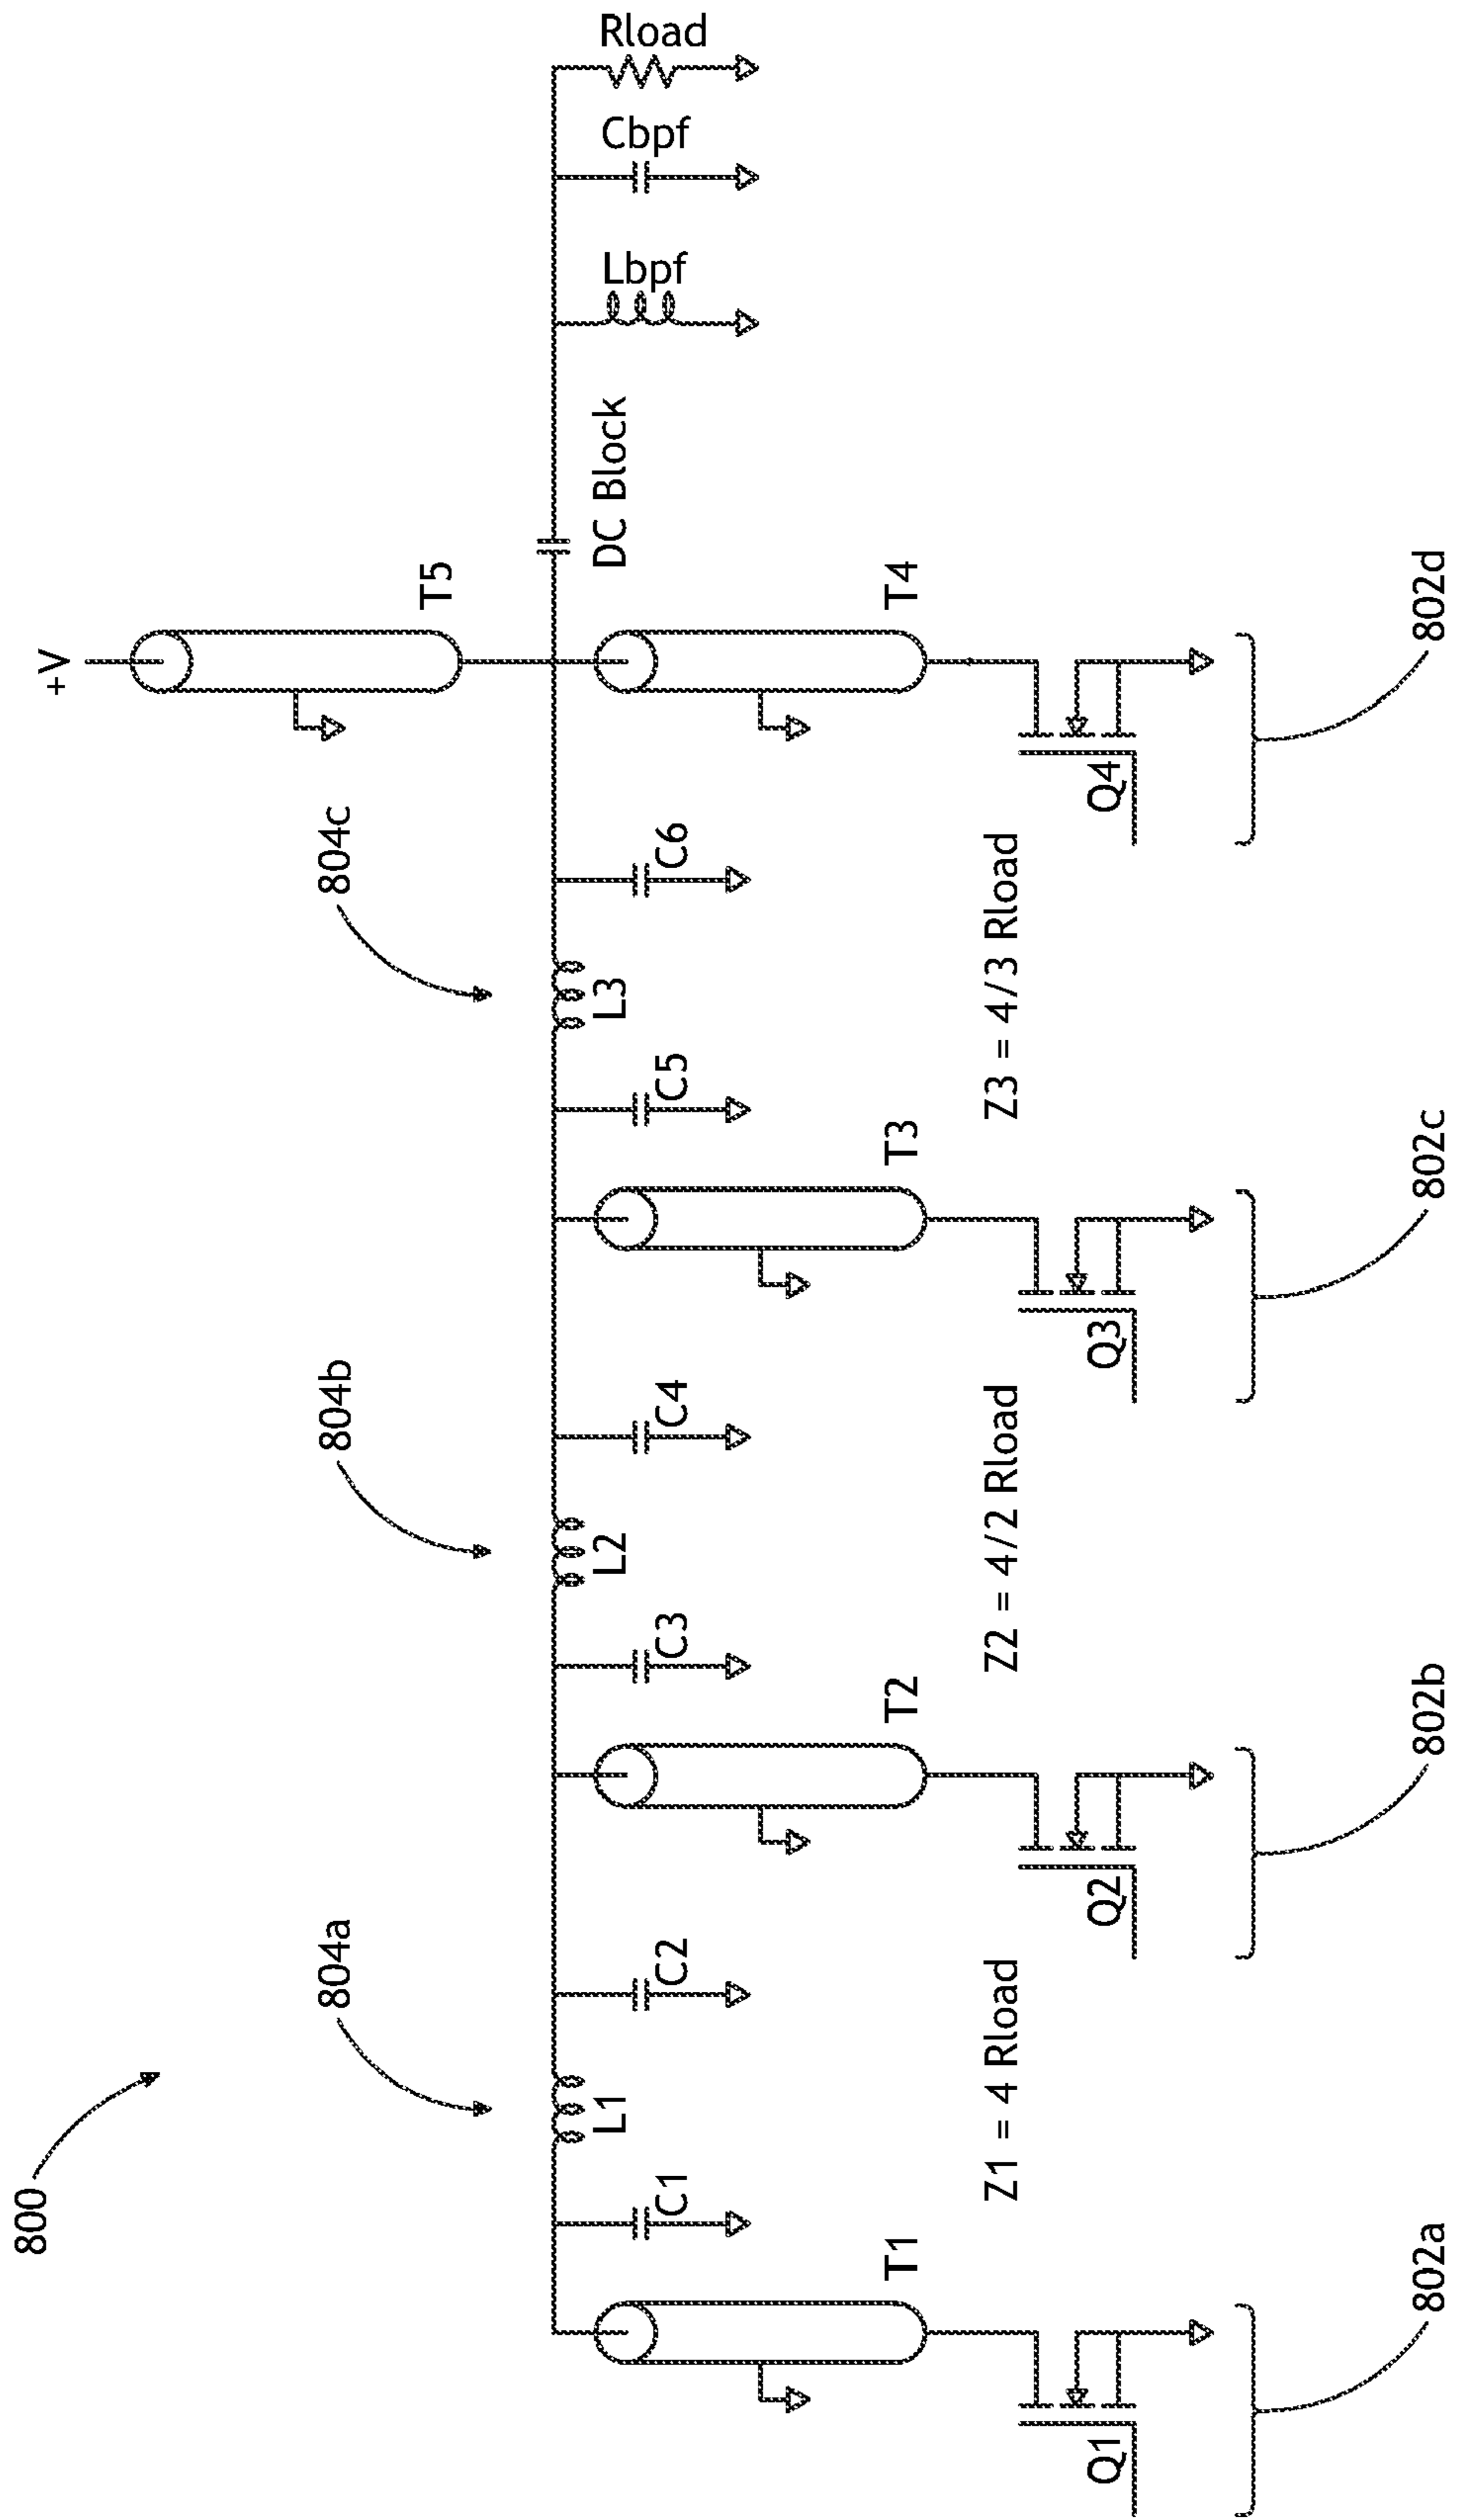 800
804a
804b
804c
+V
T5
L1
L2
L3
DC Block
C1
C2
C3
C4
C5
C6
Lbpf
Cbpf
Rload
T1
T2
T3
T4
Z1 = 4 Rload
Z2 = 4/2 Rload
Z3 = 4/3 Rload
Q1
Q2
Q3
Q4
802a
802b
802c
802d